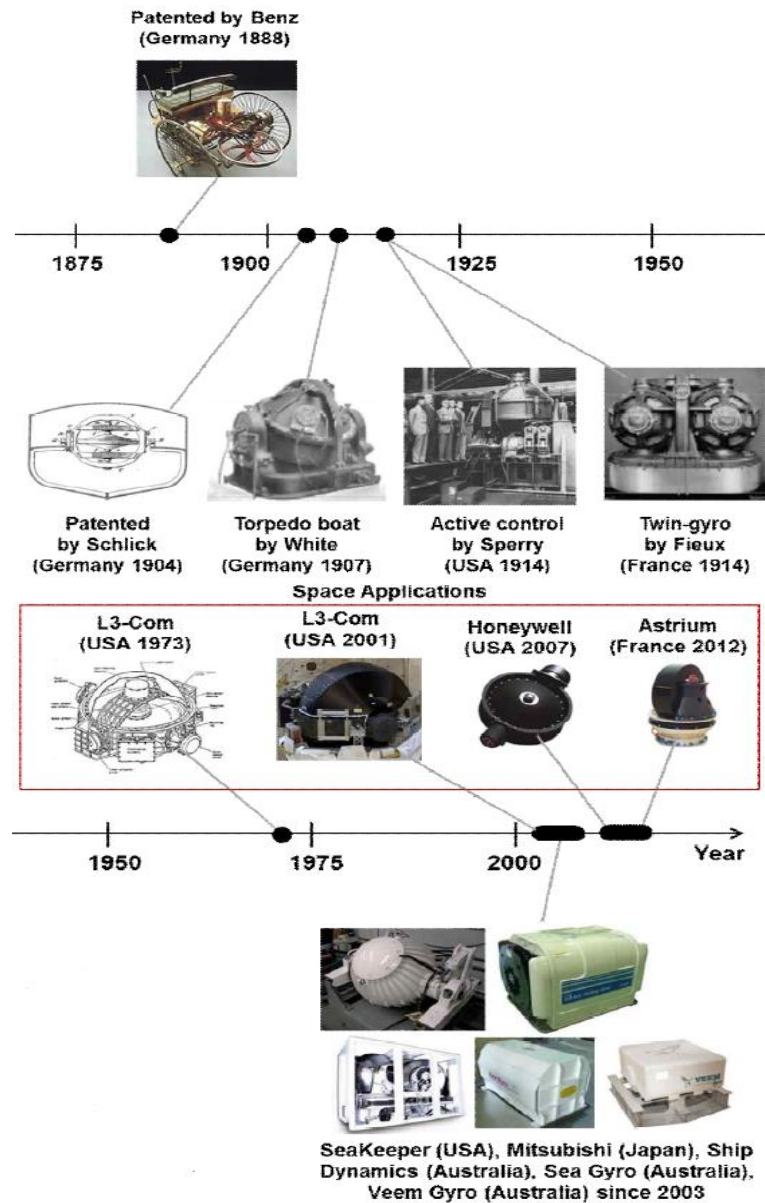 Patented by Benz
(Germany 1888)
1875
1900
1925
1950
Patented
by Schlick
(Germany 1904)
Torpedo boat
by White
(Germany 1907)
Active control
by Sperry
(USA 1914)
Twin-gyro
by Fieux
(France 1914)
Space Applications
L3-Com
(USA 1973)
L3-Com
(USA 2001)
Honeywell
(USA 2007)
Astrium
(France 2012)
1950
1975
2000
Year
VEEM
SeaKeeper (USA), Mitsubishi (Japan), Ship
Dynamics (Australia), Sea Gyro (Australia),
Veem Gyro (Australia) since 2003